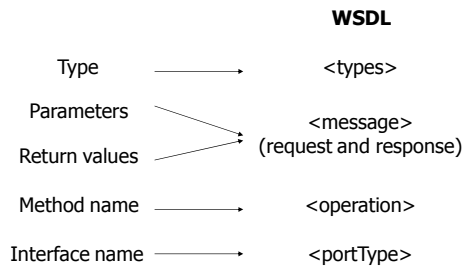 WSDL
Type <types>
Parameters
<message>
(request and response)
Return values
Method name <operation>
Interface name <portType>